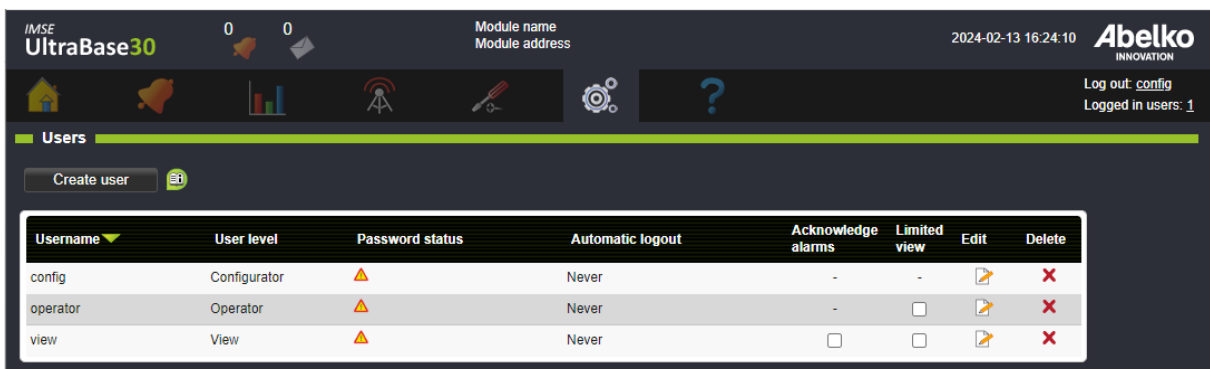 IMSE
UltraBase30
0 0
Module name
Module address
2024-02-13 16:24:10
Abelko
INNOVATION
?
Log out: config
Logged in users: 1
Users
Create user
Username User level Password status Automatic logout Acknowledge alarms Limited view Edit Delete
config Configurator Never - -
operator Operator Never -
view View Never